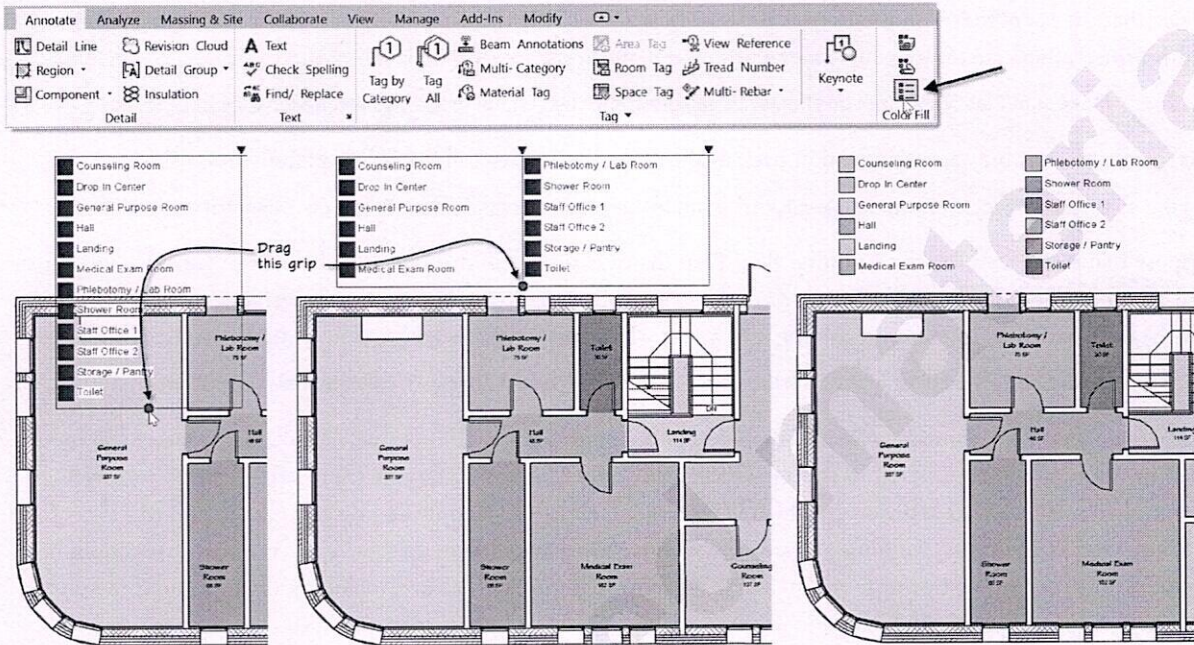 Annotate Analyze Massing & Site Collaborate View Manage Add-Ins Modify
Detail Line Revision Cloud A Text Beam Annotations Area Tag View Reference
Region Detail Group ABC Check Spelling Tag by Category Tag All Multi-Category Room Tag Tread Number Keynote
Component Insulation Find/ Replace Material Tag Space Tag Multi-Rebar
Detail Text Tag Color Fill
Counseling Room
Drop In Center
General Purpose Room
Hall
Landing
Medical Exam Room
Phlebotomy / Lab Room
Shower Room
Staff Office 1
Staff Office 2
Storage / Pantry
Toilet
Drag
this grip
Counseling Room
Drop In Center
General Purpose Room
Hall
Landing
Medical Exam Room
Phlebotomy / Lab Room
Shower Room
Staff Office 1
Staff Office 2
Storage / Pantry
Toilet
Counseling Room
Drop In Center
General Purpose Room
Hall
Landing
Medical Exam Room
Phlebotomy / Lab Room
Shower Room
Staff Office 1
Staff Office 2
Storage / Pantry
Toilet
Phlebotomy /
Lab Room
75 SF
Hall
General
Purpose
Room
Shower
Room
Phlebotomy /
Lab Room
75 SF
Toilet
DN
Hall
Landing
114 SF
General
Purpose
Room
Shower
Room
Medical Exam
Room
Counseling
Room
Phlebotomy /
Lab Room
Toilet
Hall
Landing
General
Purpose
Room
Shower
Room
Medical Exam
Room